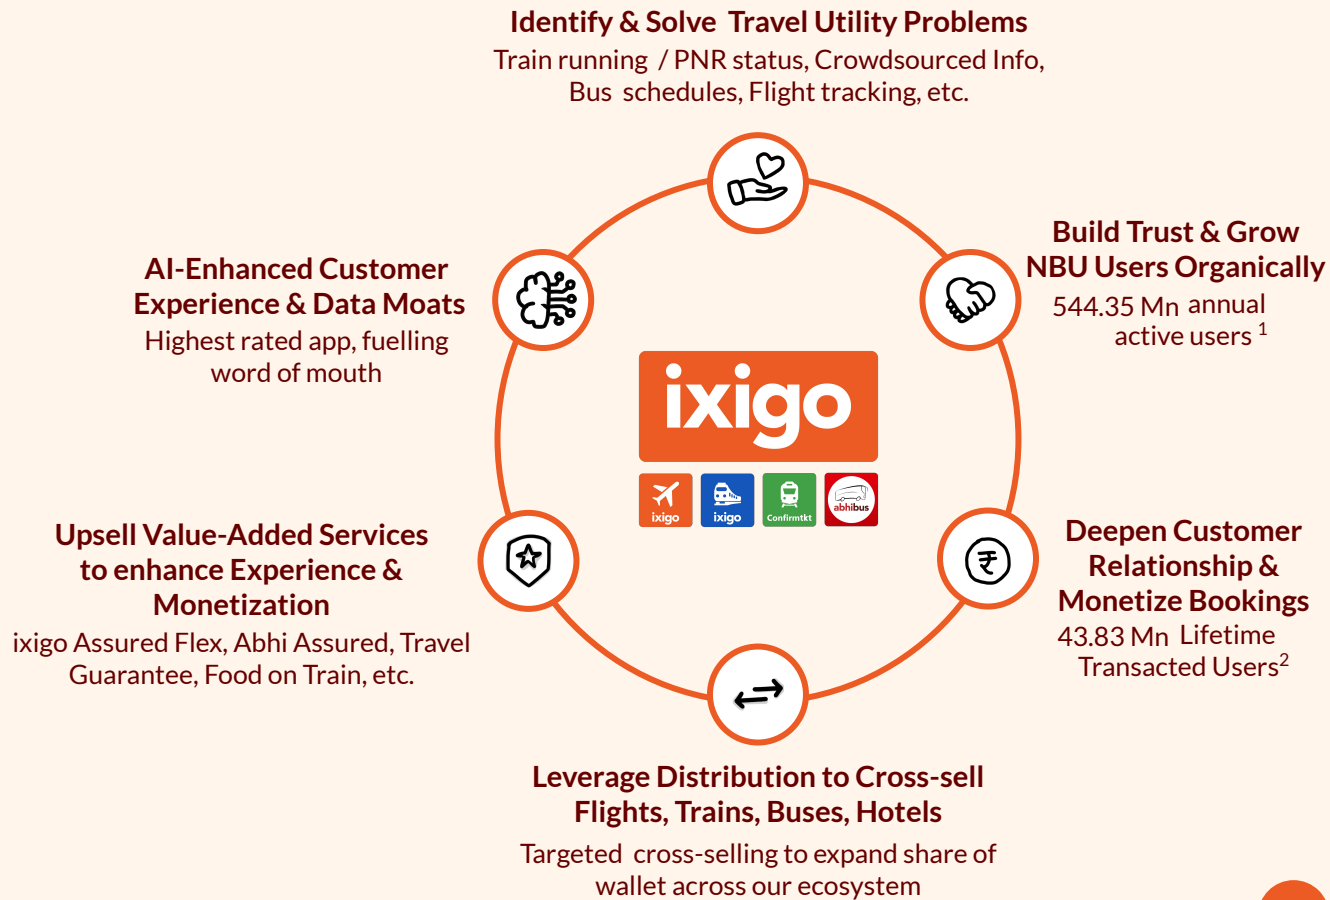 Identify & Solve Travel Utility Problems
Train running / PNR status, Crowdsourced Info,
Bus schedules, Flight tracking, etc.
Build Trust & Grow
NBU Users Organically
544.35 Mn annual
active users 1
Deepen Customer
Relationship &
Monetize Bookings
43.83 Mn Lifetime
Transacted Users2
Leverage Distribution to Cross-sell
Flights, Trains, Buses, Hotels
Targeted cross-selling to expand share of
wallet across our ecosystem
Upsell Value-Added Services
to enhance Experience &
Monetization
ixigo Assured Flex, Abhi Assured, Travel
Guarantee, Food on Train, etc.
AI-Enhanced Customer
Experience & Data Moats
Highest rated app, fuelling
word of mouth
ixigo
ixigo
ixigo
Confirmtkt
abhibus
₹